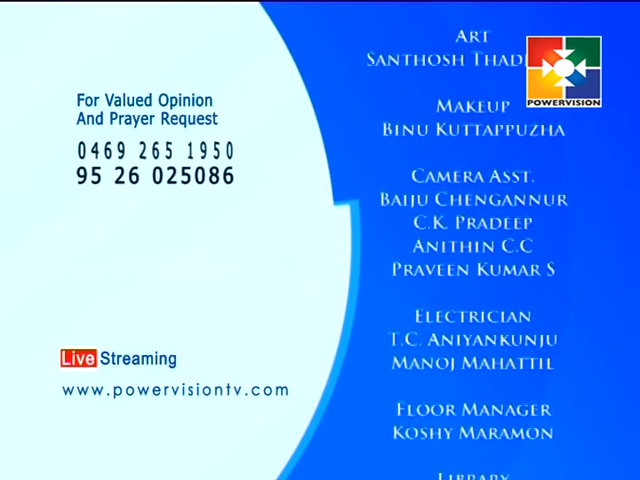 For Valued Opinion
And Prayer Request
0469 265 1950
95 26 025086
Live Streaming
www.powervisiontv.com
ART
SANTHOSH
POWERVISION
MAKEUP
BINU KUTTAPPUZHA
CAMERA ASST.
BAIJU CHENGANNUR
C.K. PRADEEP
ANITHIN C.C
PRAVEEN KUMAR S
ELECTRICIAN
T.C. ANIYANKUNJU
MANOJ MAHATTIL
FLOOR MANAGER
KOSHY MARAMON
LIBRARY